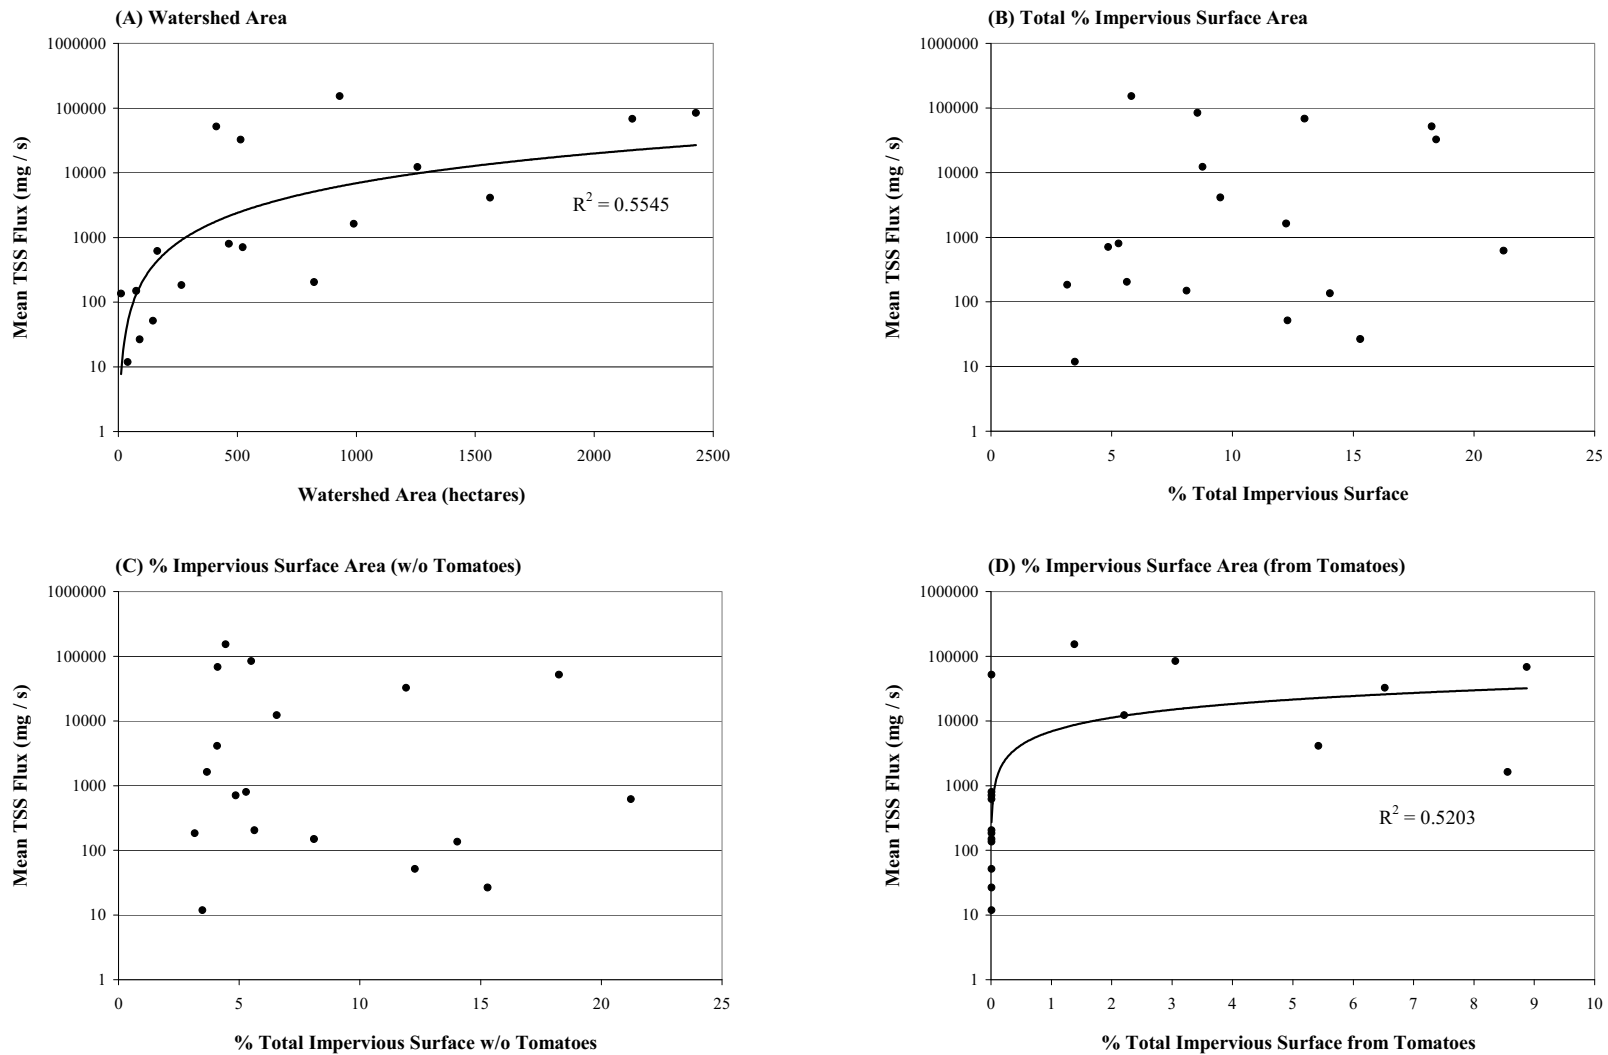 (A) Watershed Area
1000000
100000
10000
1000
100
10
1
0 500 1000 1500 2000 2500
Mean TSS Flux (mg / s)
R² = 0.5545
Watershed Area (hectares)
(B) Total % Impervious Surface Area
1000000
100000
10000
1000
100
10
1
0 5 10 15 20 25
Mean TSS Flux (mg / s)
% Total Impervious Surface
(C) % Impervious Surface Area (w/o Tomatoes)
1000000
100000
10000
1000
100
10
1
0 5 10 15 20 25
Mean TSS Flux (mg / s)
% Total Impervious Surface w/o Tomatoes
(D) % Impervious Surface Area (from Tomatoes)
1000000
100000
10000
1000
100
10
1
0 1 2 3 4 5 6 7 8 9 10
Mean TSS Flux (mg / s)
R² = 0.5203
% Total Impervious Surface from Tomatoes